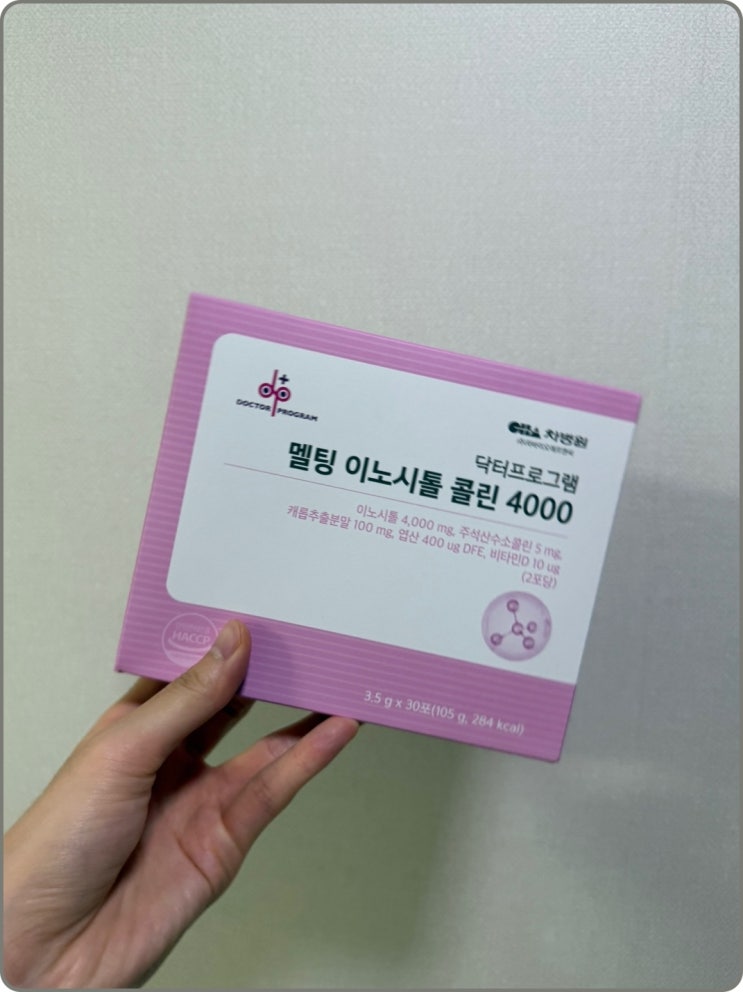 DOCTOR PROGRAM
CHA 차병원
닥터프로그램
멜팅 이노시톨 콜린 4000
이노시톨 4,000 mg, 주석산수소콜린 5 mg,
캐롭추출분말 100 mg, 엽산 400 ug DFE, 비타민D 10 ug
(2포당)
HACCP
3.5 g x 30포(105 g, 284 kcal)